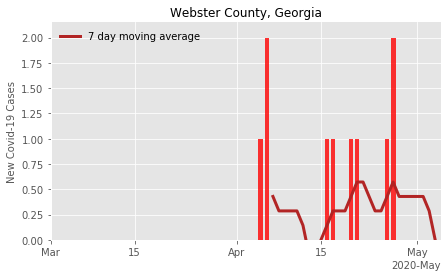 Webster County, Georgia
7 day moving average
New Covid-19 Cases
2.00
1.75
1.50
1.25
1.00
0.75
0.50
0.25
0.00
Mar
15
Apr
15
May
2020-May